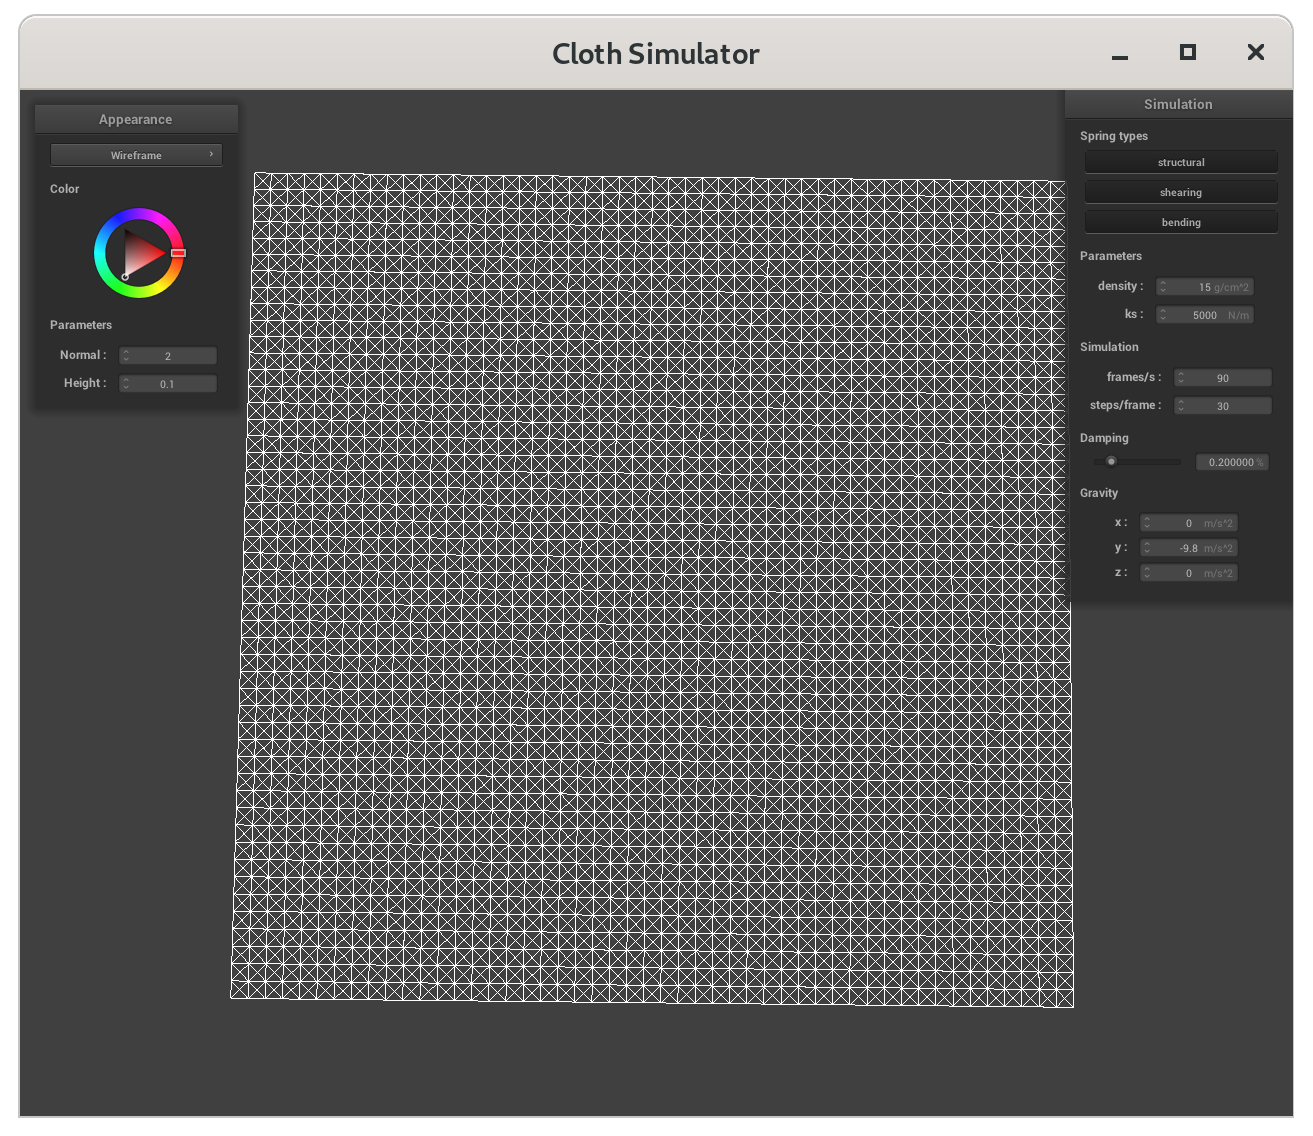 Cloth Simulator
Appearance
Wireframe
Color
Parameters
Normal : 2
Height : 0.1
Simulation
Spring types
structural
shearing
bending
Parameters
density : 15 g/cm^2
ks : 5000 N/m
Simulation
frames/s : 90
steps/frame : 30
Damping
0.200000 %
Gravity
x : 0 m/s^2
y : -9.8 m/s^2
z : 0 m/s^2